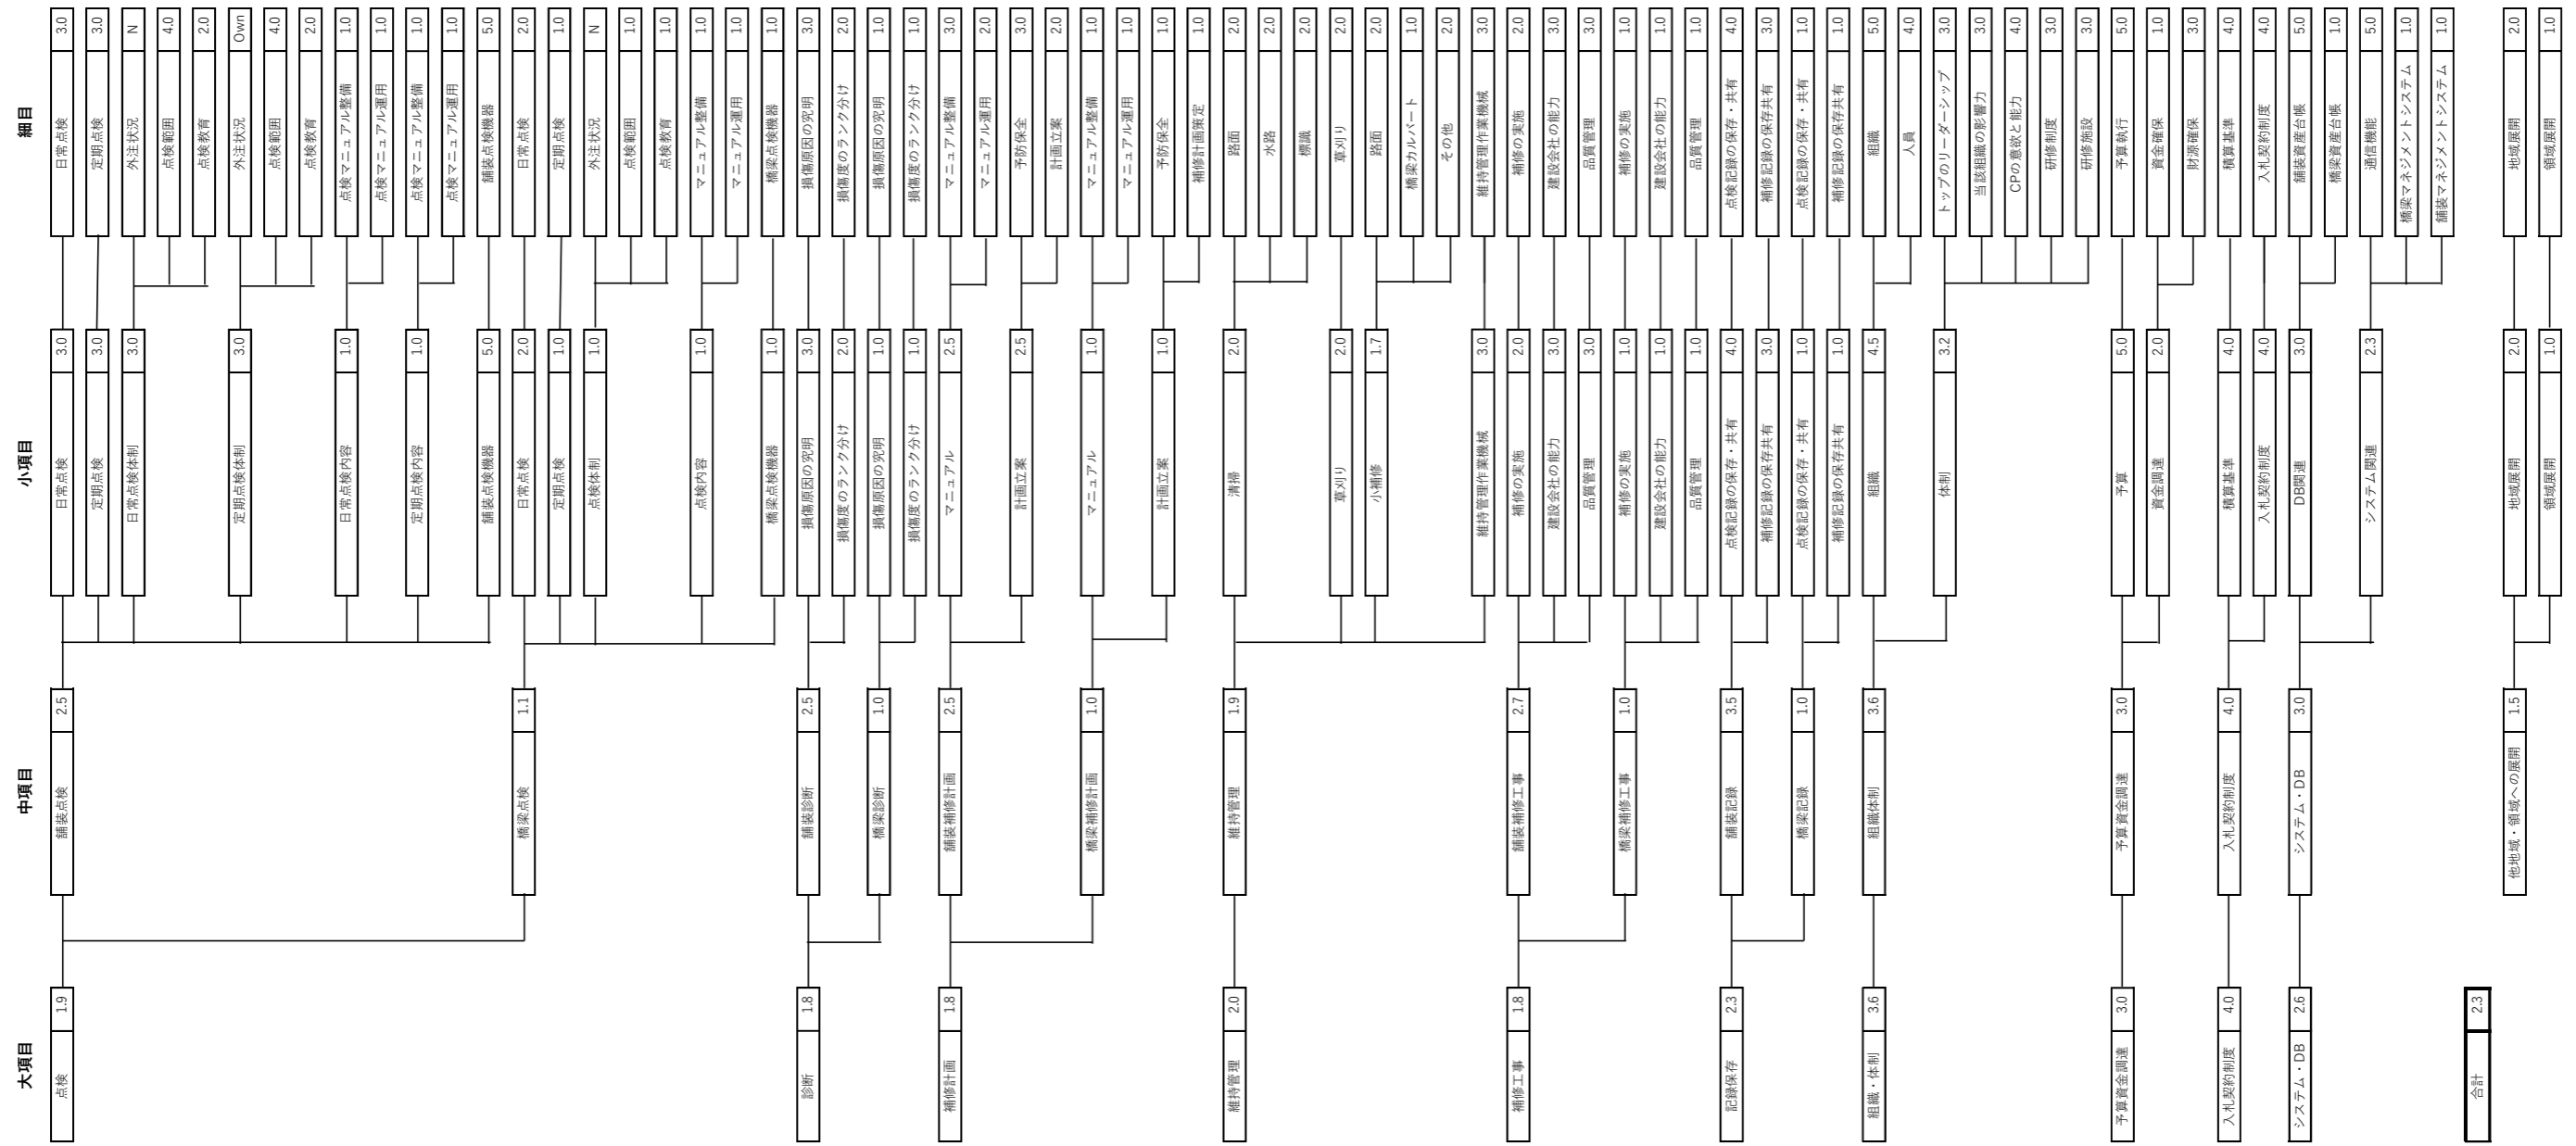 大項目 中項目 小項目 細目
点検 1.9 舗装点検 2.5 日常点検 3.0 日常点検 3.0
定期点検 3.0 定期点検 3.0
日常点検体制 3.0 外注状況 N
点検範囲 4.0
点検教育 2.0
定期点検体制 3.0 外注状況 Own
点検範囲 4.0
点検教育 2.0
日常点検内容 1.0 点検マニュアル整備 1.0
点検マニュアル運用 1.0
定期点検内容 1.0 点検マニュアル整備 1.0
点検マニュアル運用 1.0
舗装点検機器 5.0 舗装点検機器 5.0
橋梁点検 1.1 日常点検 2.0 日常点検 2.0
定期点検 1.0 定期点検 1.0
点検体制 1.0 外注状況 N
点検範囲 1.0
点検教育 1.0
点検内容 1.0 マニュアル整備 1.0
マニュアル運用 1.0
橋梁点検機器 1.0 橋梁点検機器 1.0
診断 1.8 舗装診断 2.5 損傷原因の究明 3.0 損傷原因の究明 3.0
損傷度のランク分け 2.0 損傷度のランク分け 2.0
橋梁診断 1.0 損傷原因の究明 1.0 損傷原因の究明 1.0
損傷度のランク分け 1.0 損傷度のランク分け 1.0
補修計画 1.8 舗装補修計画 2.5 マニュアル 2.5 マニュアル整備 3.0
マニュアル運用 2.0
計画立案 2.5 予防保全 3.0
計画立案 2.0
橋梁補修計画 1.0 マニュアル 1.0 マニュアル整備 1.0
マニュアル運用 1.0
計画立案 1.0 予防保全 1.0
補修計画策定 1.0
維持管理 2.0 維持管理 1.9 清掃 2.0 路面 2.0
水路 2.0
標識 2.0
草刈り 2.0 草刈り 2.0
小補修 1.7 路面 2.0
橋梁カルバート 1.0
その他 2.0
維持管理作業機械 3.0 維持管理作業機械 3.0
補修工事 1.8 舗装補修工事 2.7 補修の実施 2.0 補修の実施 2.0
建設会社の能力 3.0 建設会社の能力 3.0
品質管理 3.0 品質管理 3.0
橋梁補修工事 1.0 補修の実施 1.0 補修の実施 1.0
建設会社の能力 1.0 建設会社の能力 1.0
品質管理 1.0 品質管理 1.0
記録保存 2.3 舗装記録 3.5 点検記録の保存・共有 4.0 点検記録の保存・共有 4.0
補修記録の保存共有 3.0 補修記録の保存共有 3.0
橋梁記録 1.0 点検記録の保存・共有 1.0 点検記録の保存・共有 1.0
補修記録の保存共有 1.0 補修記録の保存共有 1.0
組織・体制 3.6 組織体制 3.6 組織 4.5 組織 5.0
人員 4.0
体制 3.2 トップのリーダーシップ 3.0
当該組織の影響力 3.0
CPの意欲と能力 4.0
研修制度 3.0
研修施設 3.0
予算資金調達 3.0 予算資金調達 3.0 予算 5.0 予算執行 5.0
資金調達 2.0 資金確保 1.0
財源確保 3.0
入札契約制度 4.0 入札契約制度 4.0 積算基準 4.0 積算基準 4.0
入札契約制度 4.0 入札契約制度 4.0
システム・DB 2.6 システム・DB 3.0 DB関連 3.0 舗装資産台帳 5.0
橋梁資産台帳 1.0
システム関連 2.3 通信機能 5.0
橋梁マネジメントシステム 1.0
舗装マネジメントシステム 1.0
合計 2.3
他地域・領域への展開 1.5 地域展開 2.0 地域展開 2.0
領域展開 1.0 領域展開 1.0